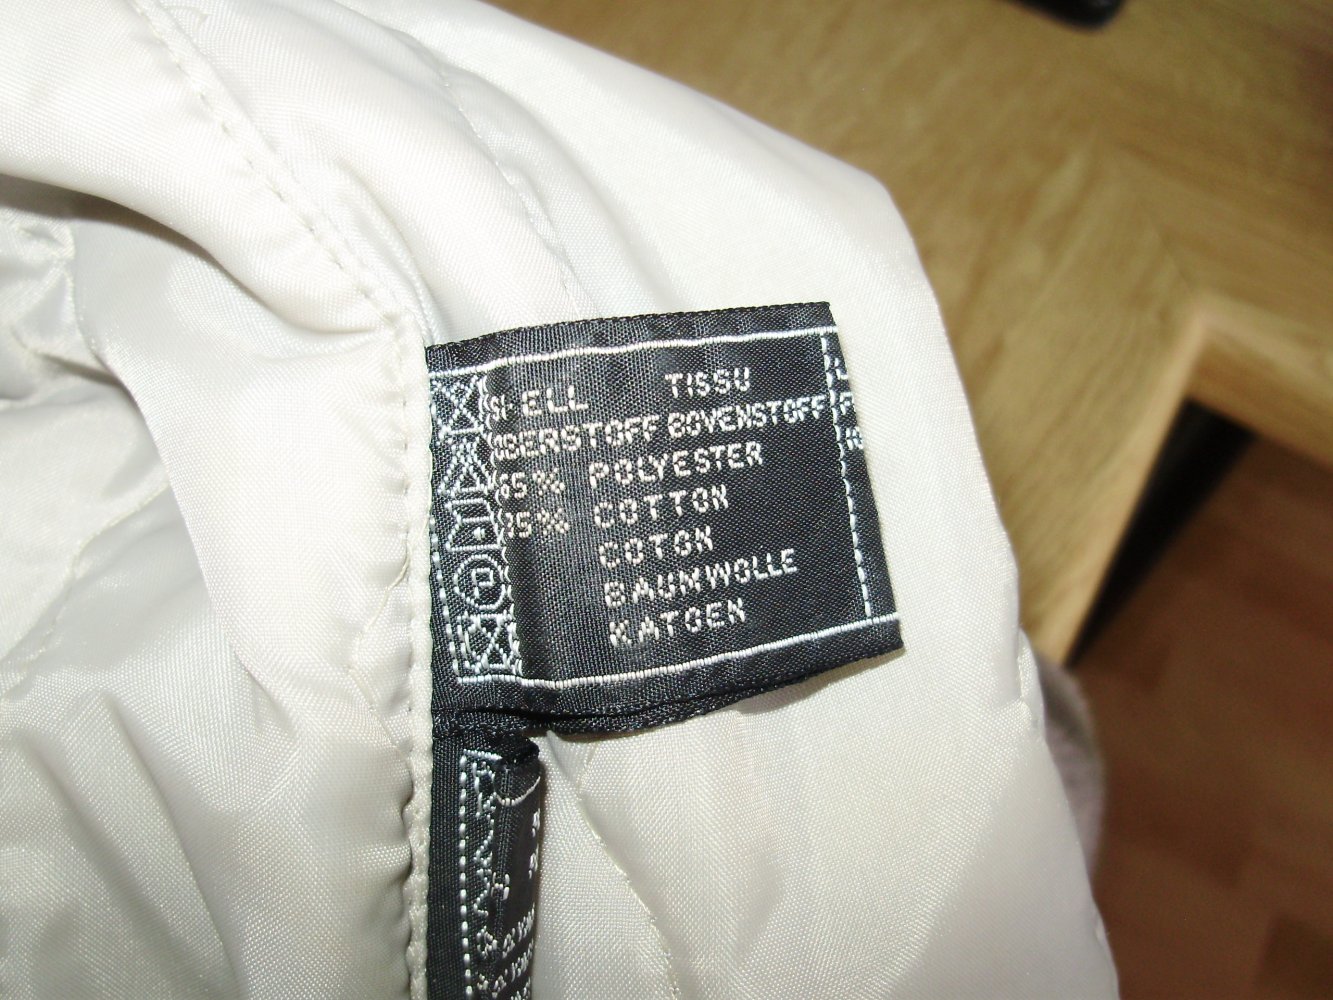 SHELL TISSU
OBERSTOFF BOVENSTOFF
65% POLYESTER
35% COTTON
COTON
BAUMWOLLE
KATOEN